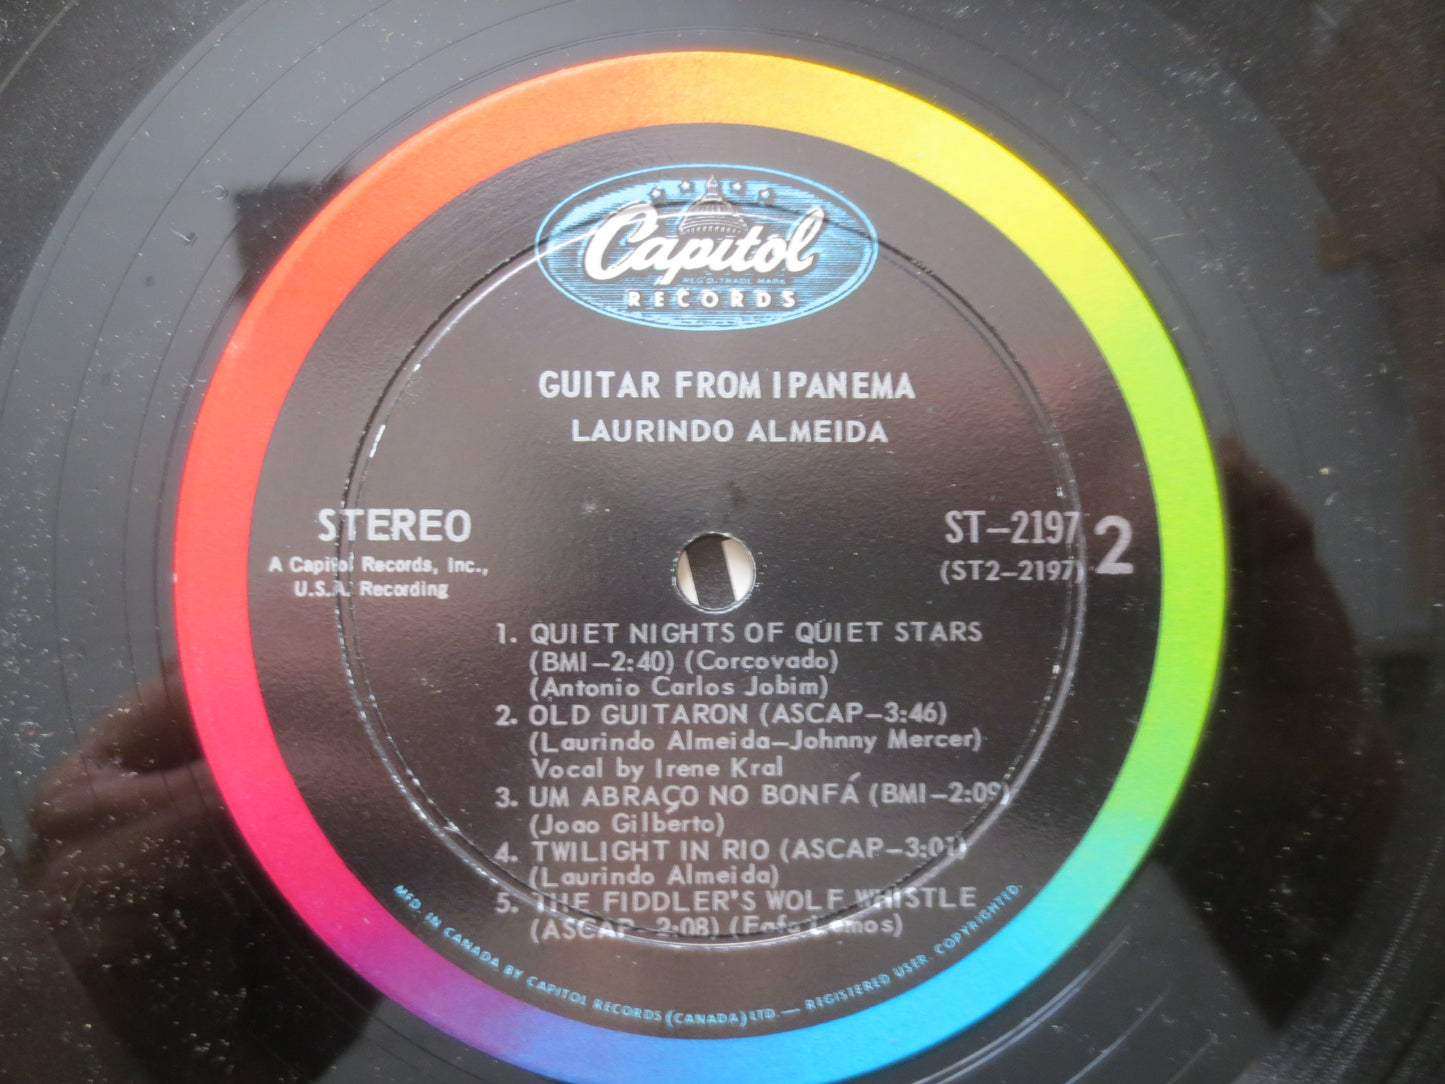 Capitol
REG'D. TRADE MARK
RECORDS
GUITAR FROM IPANEMA
LAURINDO ALMEIDA
STEREO
A Capitol Records, Inc.,
U.S.A. Recording
ST-2197
(ST2-2197)
2
1. QUIET NIGHTS OF QUIET STARS
(BMI-2:40) (Corcovado)
(Antonio Carlos Jobim)
2. OLD GUITARON (ASCAP-3:46)
(Laurindo Almeida-Johnny Mercer)
Vocal by Irene Kral
3. UM ABRAÇO NO BONFÁ (BMI-2:09)
(Joao Gilberto)
4. TWILIGHT IN RIO (ASCAP-3:01)
(Laurindo Almeida)
5. THE FIDDLER'S WOLF WHISTLE
(ASCAP-2:08) (Fafa Lemos)
MFD. IN CANADA BY CAPITOL RECORDS (CANADA) LTD. — REGISTERED USER. COPYRIGHTED.